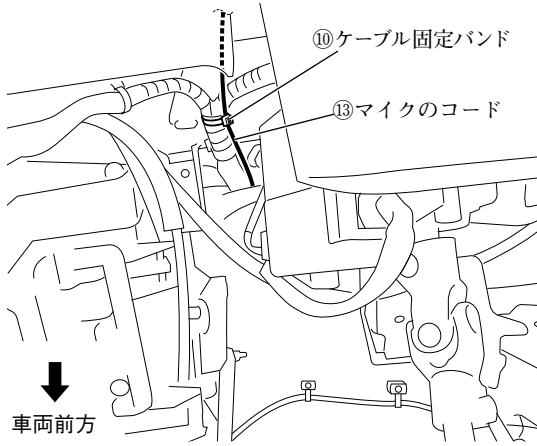 ⑩ケーブル固定バンド
⑬マイクのコード
車両前方